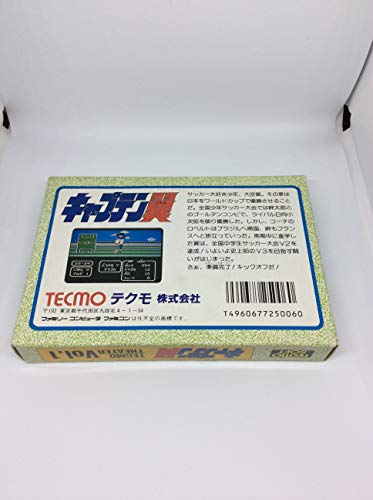 キャプテン翼
サッカー大好き少年、大空翼。その夢は
日本をワールドカップで優勝させるこ
とだ。全国少年サッカー大会では岬太郎と
のゴールデンコンビで、ライバル日向小
次郎を破り優勝した。しかし、コーチの
ロベルトはブラジルへ帰国、岬もフラン
スへと旅立っていった。南葛中に進学し
た翼は、全国中学生サッカー大会V2を
達成！いよいよ史上初のV3を目指す闘
いがはじまった。
さぁ、準備完了！キックオフだ！
TECMO テクモ 株式会社
〒102 東京都千代田区九段北4-1-34
ファミリーコンピュータ ファミコンは任天堂の商標です。
T4960677250060
TECMO THEATER Vol.1